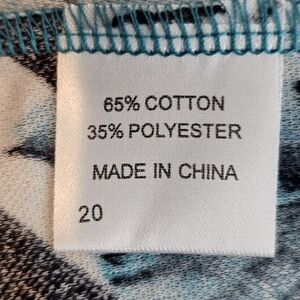 65% COTTON
35% POLYESTER
MADE IN CHINA
20